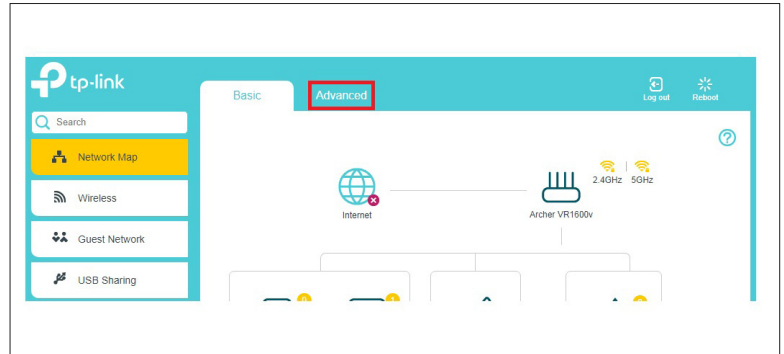 tp-link
Basic
Advanced
Log out
Reboot
Search
Network Map
Wireless
Guest Network
USB Sharing
2.4GHz
5GHz
Internet
Archer VR1600v